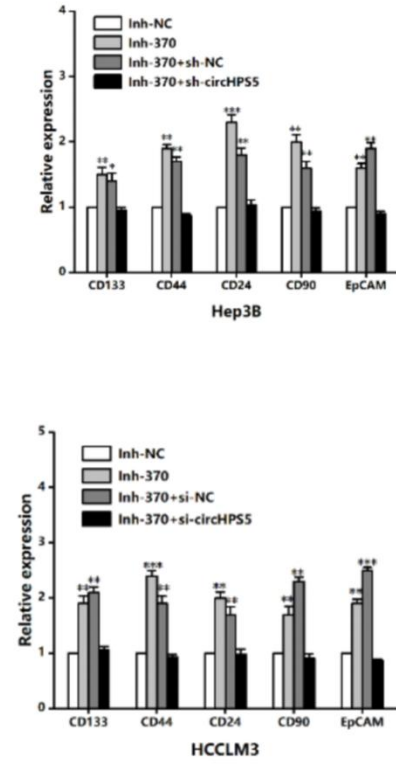 Inh-NC
Inh-370
Inh-370+sh-NC
Inh-370+sh-circHPS5
Relative expression
4
3
2
1
0
** * ** ** *** ** ** ** ** **
CD133 CD44 CD24 CD90 EpCAM
Hep3B
Inh-NC
Inh-370
Inh-370+si-NC
Inh-370+si-circHPS5
Relative expression
5
4
3
2
1
0
** ** *** ** ** ** ** ** ** ***
CD133 CD44 CD24 CD90 EpCAM
HCCLM3